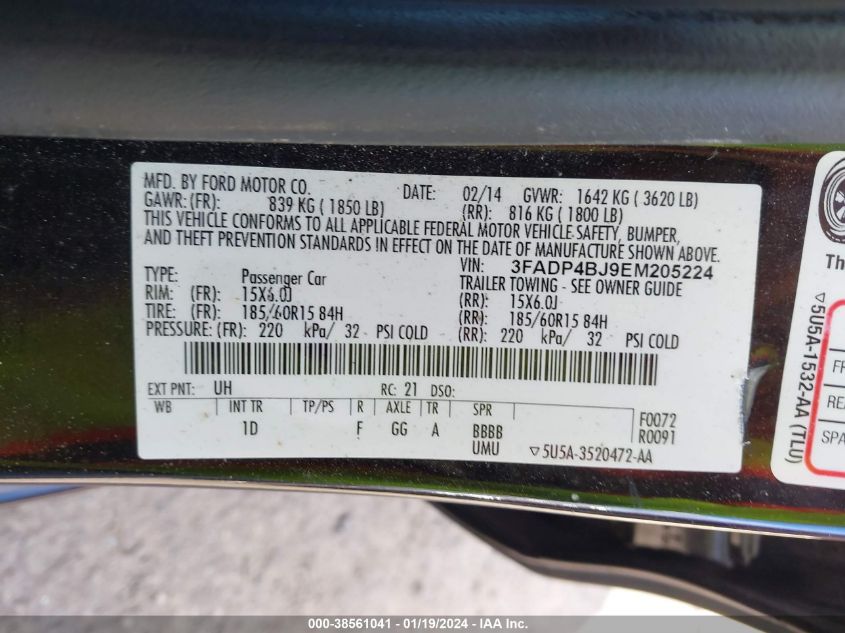 MFD. BY FORD MOTOR CO. DATE: 02/14 GVWR: 1642 KG ( 3620 LB)
GAWR: (FR): 839 KG ( 1850 LB) (RR): 816 KG ( 1800 LB)
THIS VEHICLE CONFORMS TO ALL APPLICABLE FEDERAL MOTOR VEHICLE SAFETY, BUMPER,
AND THEFT PREVENTION STANDARDS IN EFFECT ON THE DATE OF MANUFACTURE SHOWN ABOVE.
VIN: 3FADP4BJ9EM205224
TYPE: Passenger Car TRAILER TOWING - SEE OWNER GUIDE
RIM: (FR): 15X6.0J (RR): 15X6.0J
TIRE: (FR): 185/60R15 84H (RR): 185/60R15 84H
PRESSURE: (FR): 220 kPa/ 32 PSI COLD (RR): 220 kPa/ 32 PSI COLD
EXT PNT: UH RC: 21 DSO:
WB INT TR TP/PS R AXLE TR SPR F0072
1D F GG A BBBB R0091
UMU ▽5U5A-3520472-AA
Th
▽5U5A-1532-AA (TL0)
FR
REA
SPA
000-38561041 - 01/19/2024 - IAA Inc.